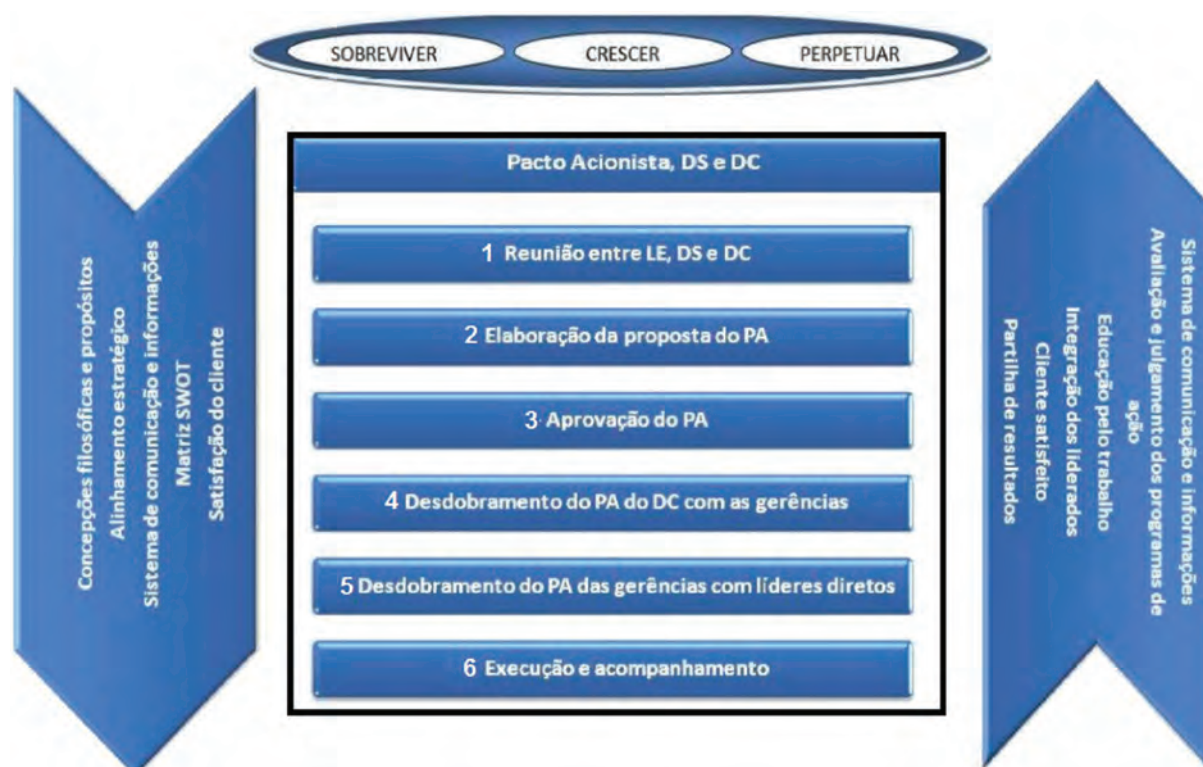 SOBREVIVER
CRESCER
PERPETUAR
Pacto Acionista, DS e DC
1 Reunião entre LE, DS e DC
2 Elaboração da proposta do PA
3 Aprovação do PA
4 Desdobramento do PA do DC com as gerências
5 Desdobramento do PA das gerências com líderes diretos
6 Execução e acompanhamento
Concepções filosóficas e propósitos
Alinhamento estratégico
Sistema de comunicação e informações
Matriz SWOT
Satisfação do cliente
Sistema de comunicação e informações
Avaliação e julgamento dos programas de
ação
Educação pelo trabalho
Integração dos liderados
Cliente satisfeito
Partilha de resultados